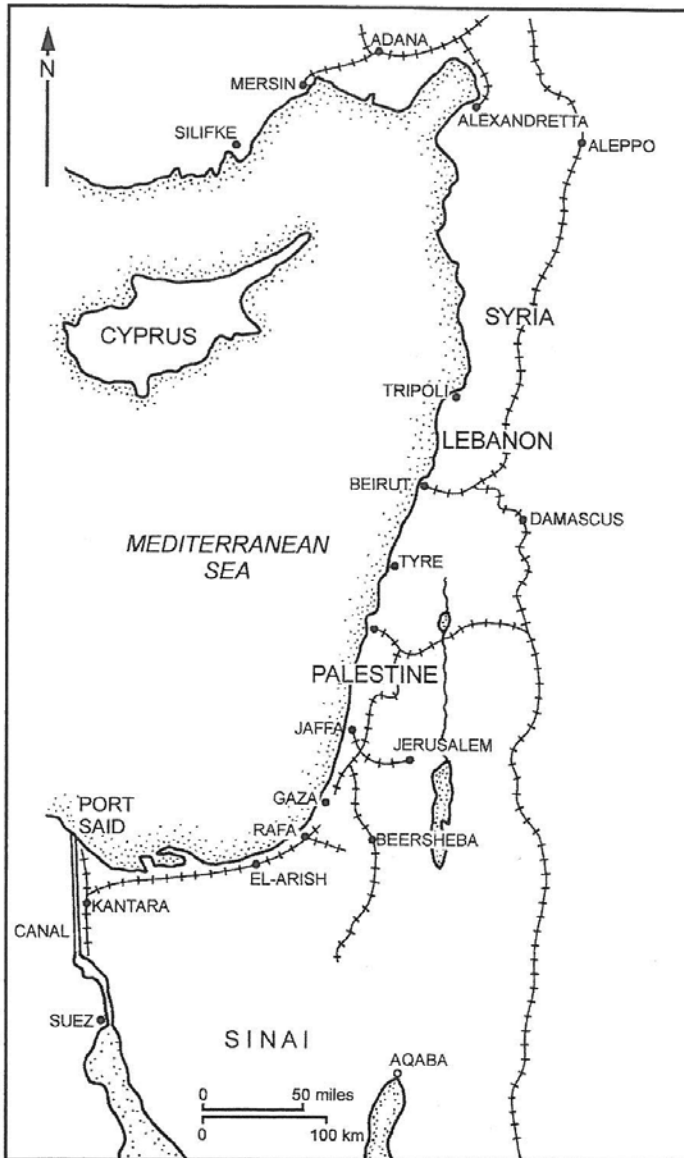 ADANA
N
MERSIN
ALEXANDRETTA
SILIFKE
ALEPPO
SYRIA
CYPRUS
TRIPOLI
LEBANON
BEIRUT
DAMASCUS
MEDITERRANEAN
SEA
TYRE
PALESTINE
JAFFA
JERUSALEM
GAZA
PORT
SAID
RAFA
BEERSHEBA
EL-ARISH
KANTARA
CANAL
SUEZ
SINAI
AQABA
0 50 miles
0 100 km